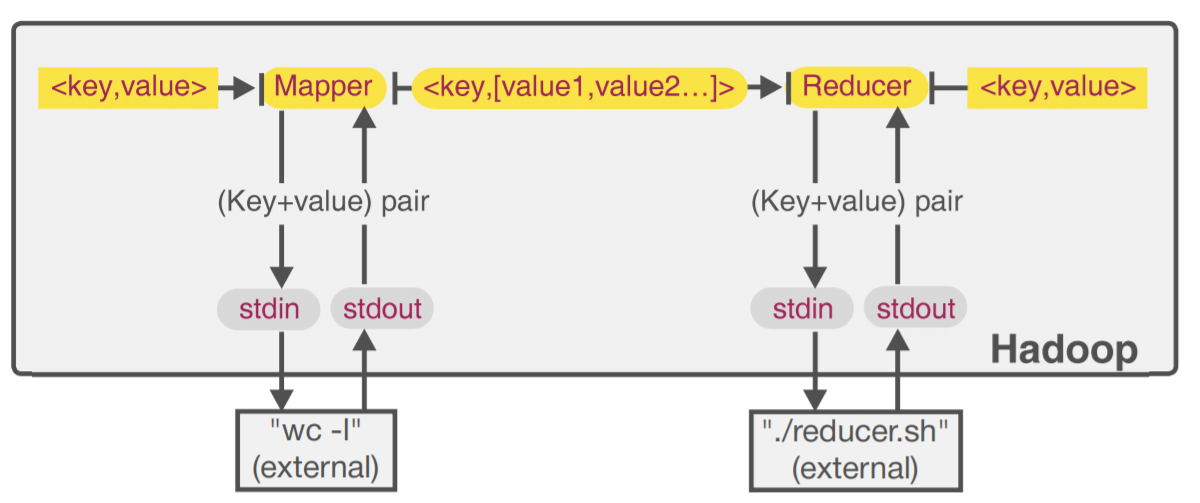 <key,value>
Mapper
<key,[value1,value2...]>
Reducer
<key,value>
(Key+value) pair
(Key+value) pair
stdin
stdout
stdin
stdout
Hadoop
"wc -l"
(external)
"./reducer.sh"
(external)